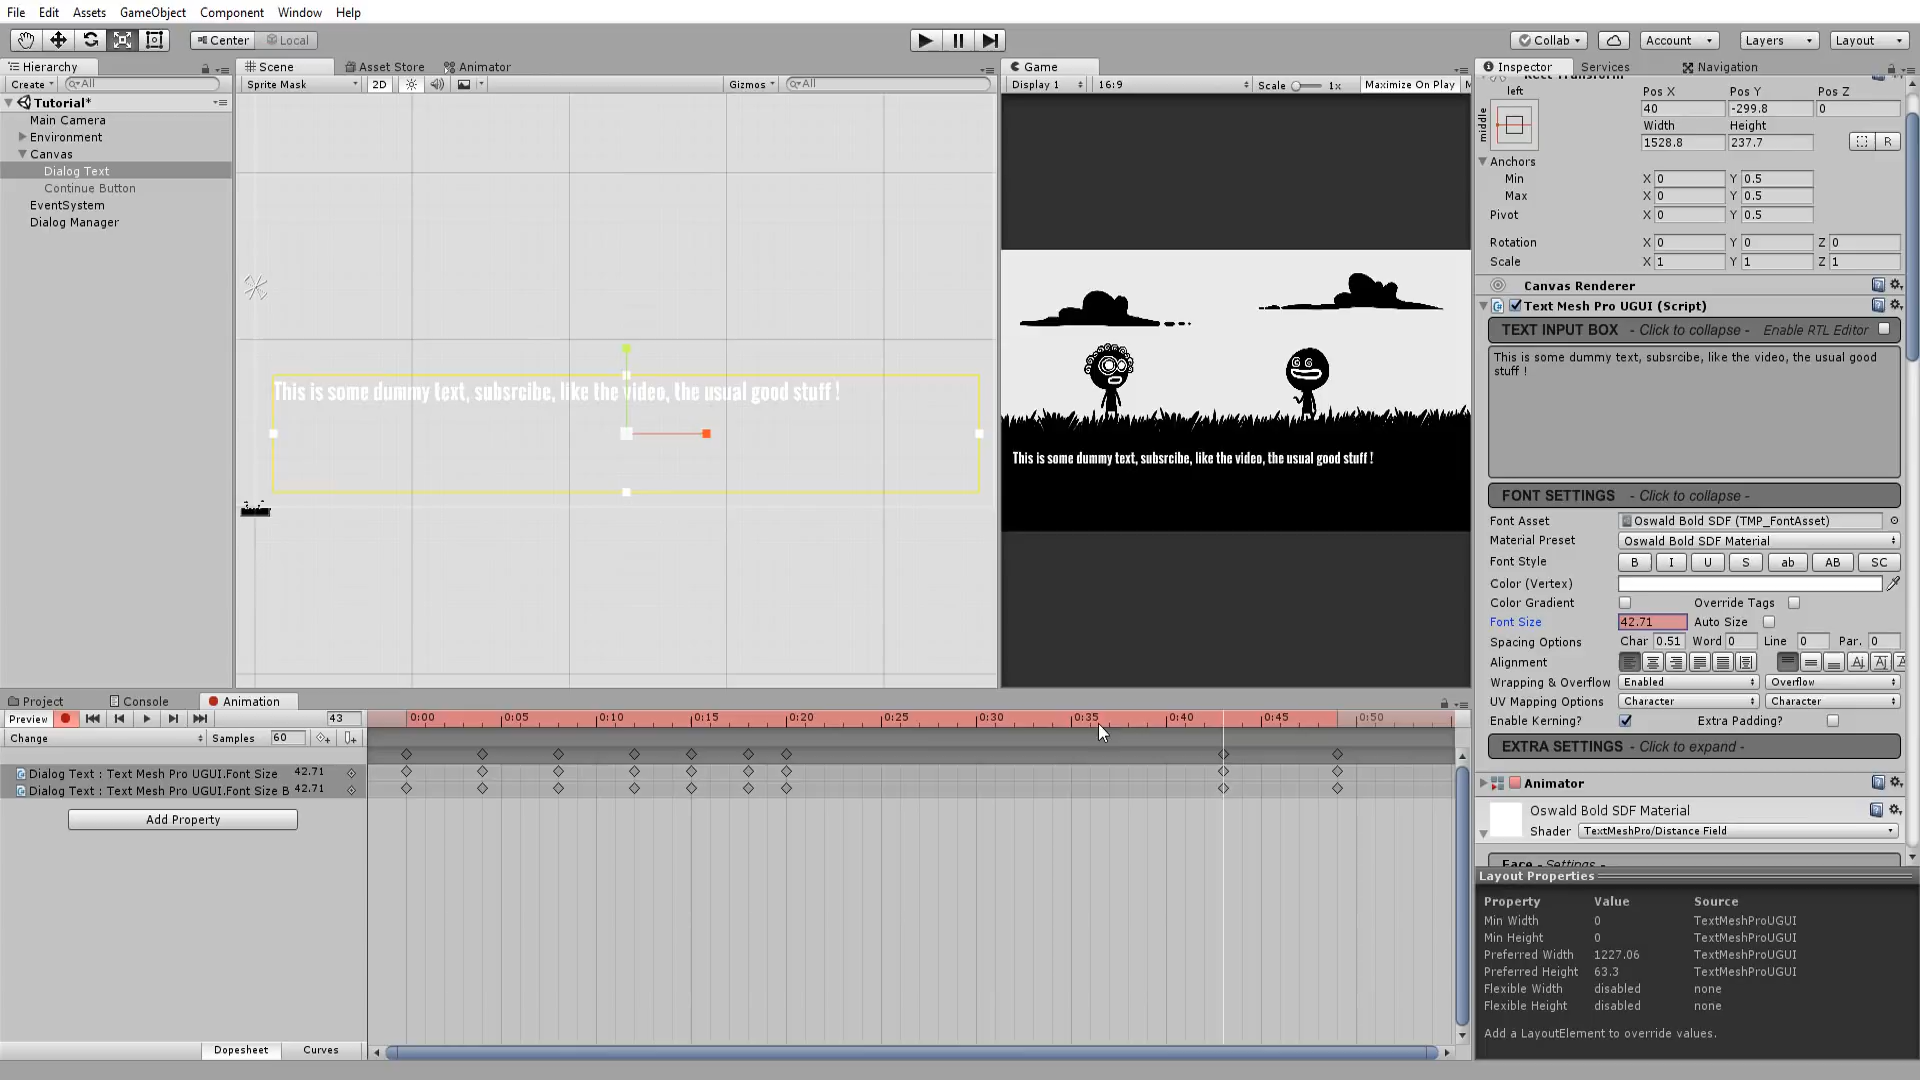 File Edit Assets GameObject Component Window Help
Center Local Collab Account Layers Layout
Hierarchy Scene Asset Store Animator Game Inspector Services Navigation
Create All Sprite Mask 2D Gizmos All Display 1 16:9 Scale 1x Maximize On Play M
Tutorial*
Main Camera
Environment
Canvas
Dialog Text
Continue Button
EventSystem
Dialog Manager
This is some dummy text, subsrcibe, like the video, the usual good stuff !
This is some dummy text, subsrcibe, like the video, the usual good stuff !
Rect Transform
left Pos X Pos Y Pos Z
middle 40 -299.8 0
Width Height
1528.8 237.7 R
Anchors
Min X 0 Y 0.5
Max X 0 Y 0.5
Pivot X 0 Y 0.5
Rotation X 0 Y 0 Z 0
Scale X 1 Y 1 Z 1
Canvas Renderer
Text Mesh Pro UGUI (Script)
TEXT INPUT BOX - Click to collapse - Enable RTL Editor
This is some dummy text, subsrcibe, like the video, the usual good
stuff !
FONT SETTINGS - Click to collapse -
Font Asset Oswald Bold SDF (TMP_FontAsset)
Material Preset Oswald Bold SDF Material
Font Style B I U S ab AB SC
Color (Vertex)
Color Gradient Override Tags
Font Size 42.71 Auto Size
Spacing Options Char 0.51 Word 0 Line 0 Par. 0
Alignment
Wrapping & Overflow Enabled Overflow
UV Mapping Options Character Character
Enable Kerning? Extra Padding?
EXTRA SETTINGS - Click to expand -
Animator
Oswald Bold SDF Material
Shader TextMeshPro/Distance Field
Face - Settings -
Layout Properties
Property Value Source
Min Width 0 TextMeshProUGUI
Min Height 0 TextMeshProUGUI
Preferred Width 1227.06 TextMeshProUGUI
Preferred Height 63.3 TextMeshProUGUI
Flexible Width disabled none
Flexible Height disabled none
Add a LayoutElement to override values.
Project Console Animation
Preview 43 0:00 0:05 0:10 0:15 0:20 0:25 0:30 0:35 0:40 0:45 0:50
Change Samples 60
Dialog Text : Text Mesh Pro UGUI.Font Size 42.71
Dialog Text : Text Mesh Pro UGUI.Font Size B 42.71
Add Property
Dopesheet Curves